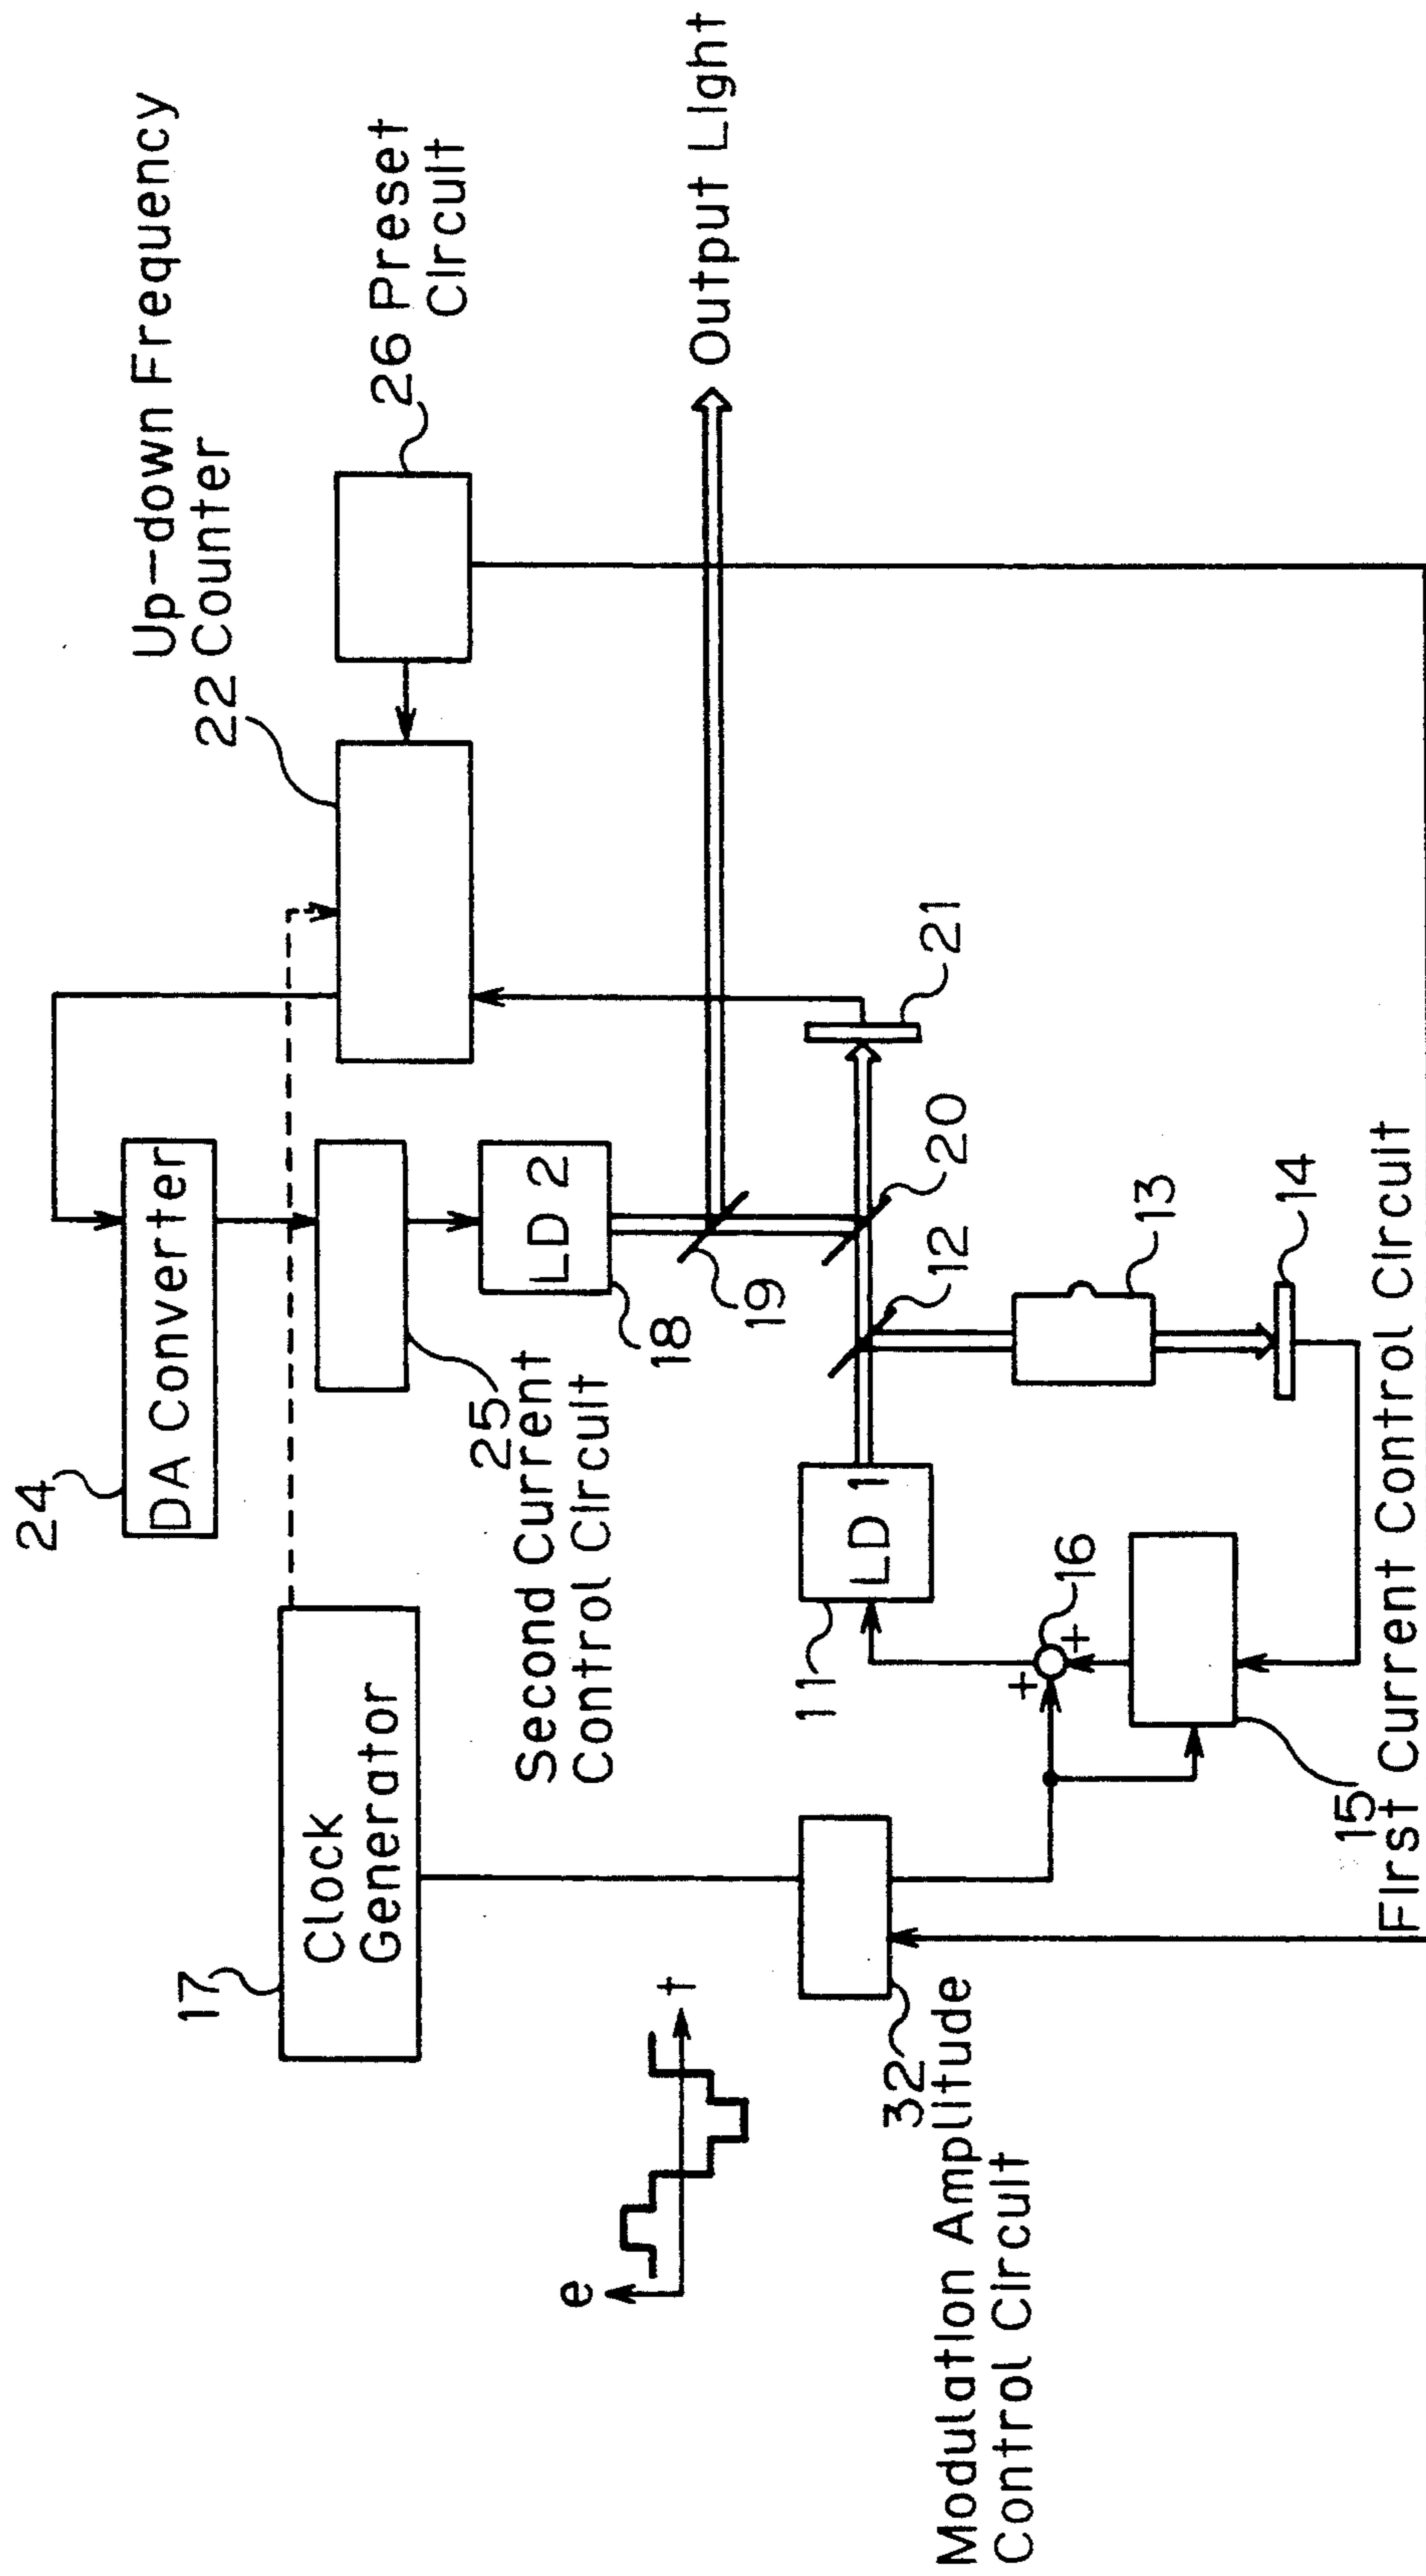 24
DA Converter
Up-down Frequency
22 Counter
26 Preset
Circuit
17
Clock
Generator
25
Second Current
Control Circuit
LD 2
18
19
Output Light
e
t
32
Modulation Amplitude
Control Circuit
11
LD 1
12
20
21
16
+
+
13
14
15
First Current Control Circuit